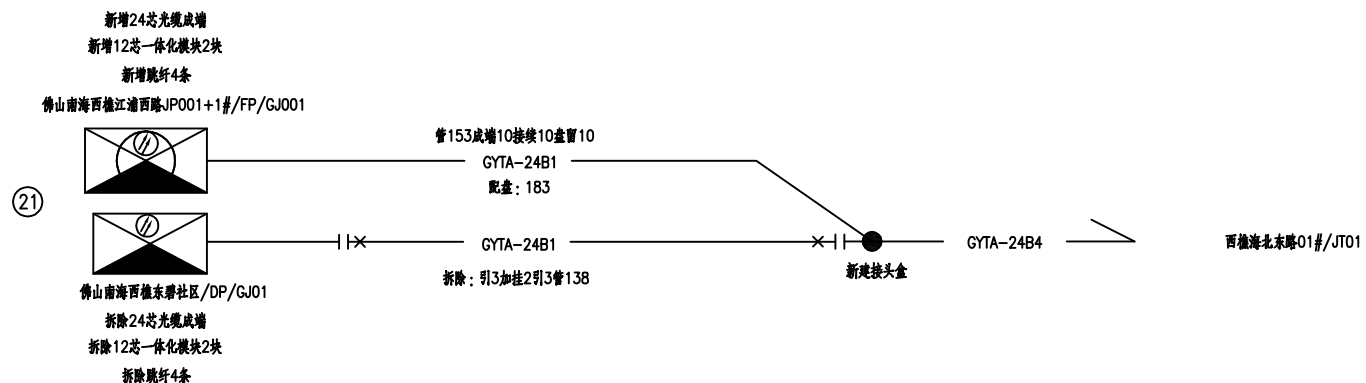 新增24芯光缆成端
新增12芯一体化模块2块
新增跳纤4条
佛山南海西樵江浦西路JP001+1#/FP/GJ001
管153成端10接续10盘留10
GYTA-24B1
配盘：183
21
GYTA-24B1
GYTA-24B4
西樵海北东路01#/JT01
新建接头盒
拆除：引3加挂2引3管138
佛山南海西樵东碧社区/DP/GJ01
拆除24芯光缆成端
拆除12芯一体化模块2块
拆除跳纤4条